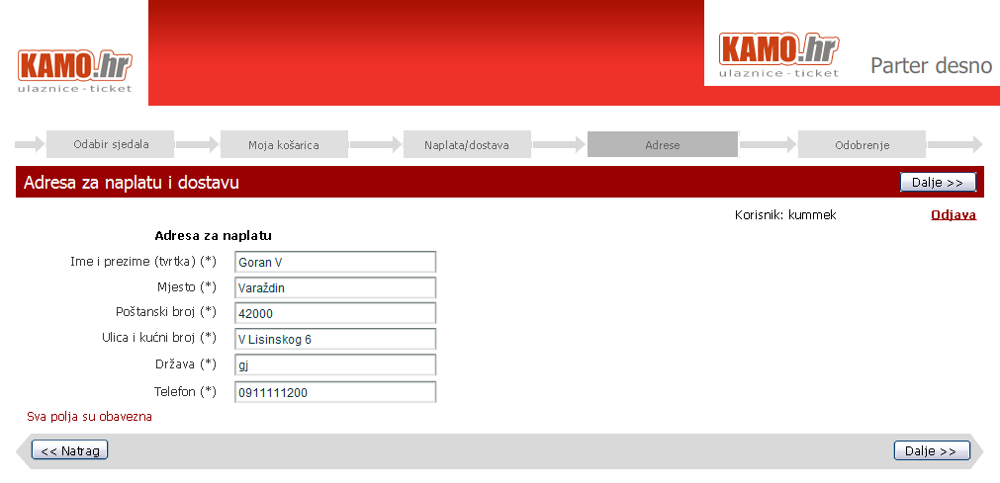 KAMO.hr
ulaznice - ticket
KAMO.hr
ulaznice - ticket
Parter desno
Odabir sjedala
Moja košarica
Naplata/dostava
Adrese
Odobrenje
Adresa za naplatu i dostavu
Dalje >>
Korisnik: kummek
Odjava
Adresa za naplatu
Ime i prezime (tvrtka) (*) Goran V
Mjesto (*) Varaždin
Poštanski broj (*) 42000
Ulica i kućni broj (*) V Lisinskog 6
Država (*) gj
Telefon (*) 0911111200
Sva polja su obavezna
<< Natrag
Dalje >>